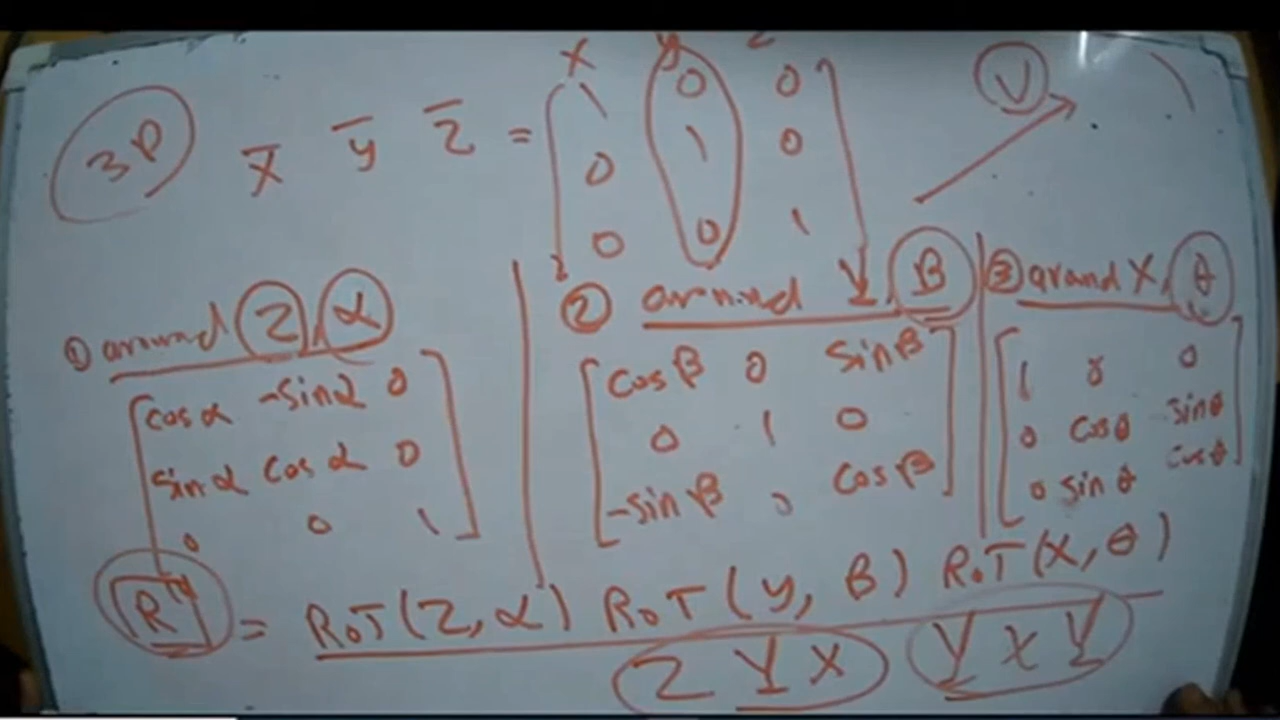 x y z
3D x̄ ȳ z̄ = [ 1 0 0
0 1 0
0 0 1 ]
V
① around Z, α
[ cos α -sin α 0
sin α cos α 0
0 0 1 ]
② around Y, B
[ cos β 0 sin β
0 1 0
-sin β 0 cos β ]
③ around X, θ
[ 1 0 0
0 cos θ sin θ
0 sin θ cos θ ]
R = RoT(Z,α) RoT(y, B) RoT(X, θ)
Z Y X Y X Y